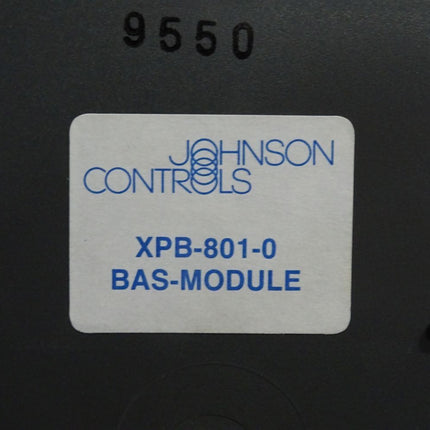 9550
JOHNSON
CONTROLS
XPB-801-0
BAS-MODULE